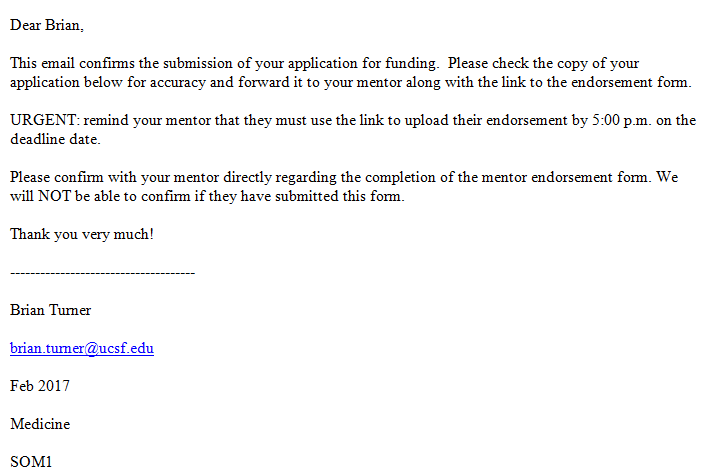 Dear Brian,
This email confirms the submission of your application for funding.  Please check the copy of your
application below for accuracy and forward it to your mentor along with the link to the endorsement form.
URGENT: remind your mentor that they must use the link to upload their endorsement by 5:00 p.m. on the
deadline date.
Please confirm with your mentor directly regarding the completion of the mentor endorsement form. We
will NOT be able to confirm if they have submitted this form.
Thank you very much!
-------------------------------------
Brian Turner
brian.turner@ucsf.edu
Feb 2017
Medicine
SOM1